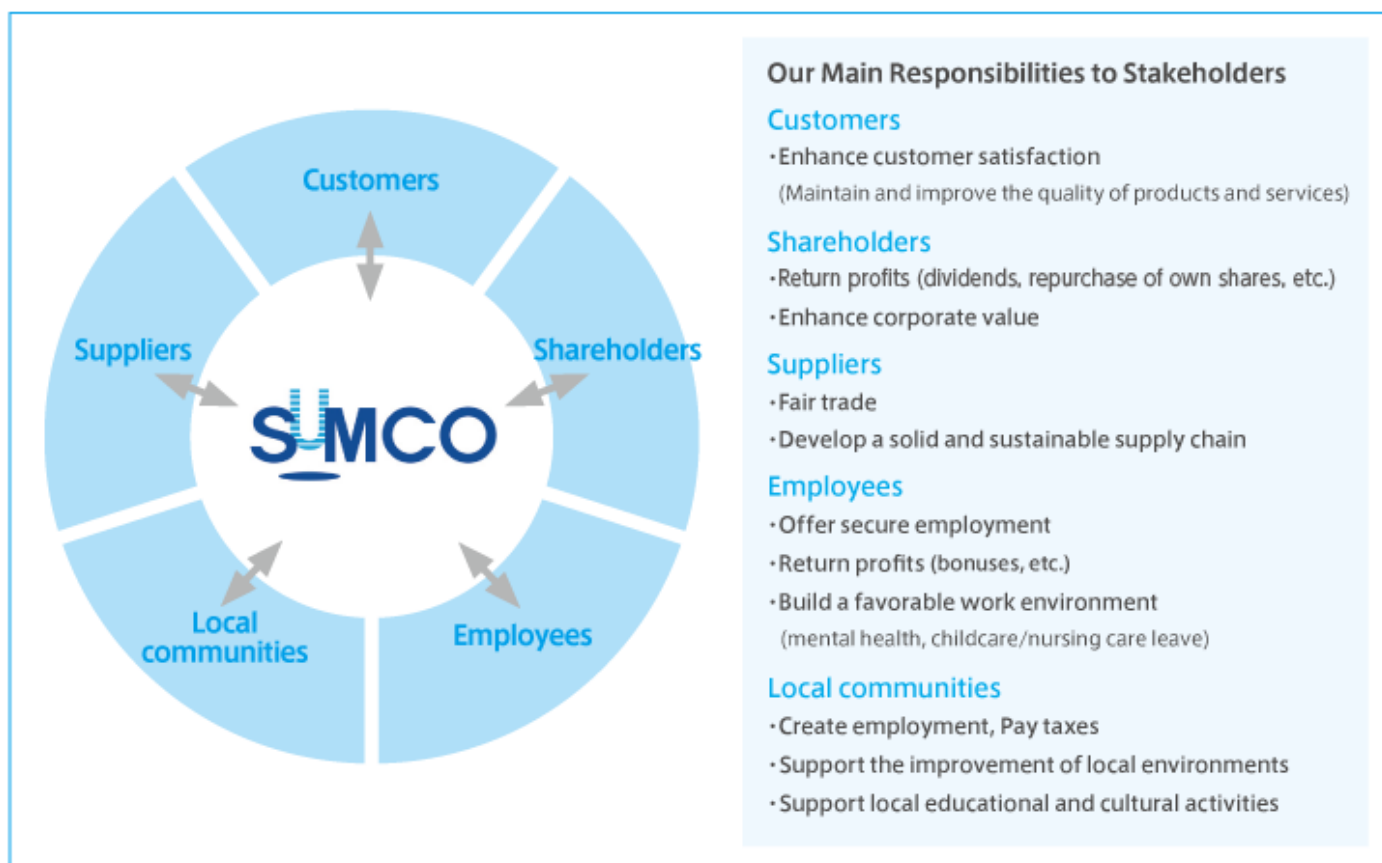 Customers
Suppliers
Shareholders
SUMCO
Local
communities
Employees
Our Main Responsibilities to Stakeholders
Customers
・Enhance customer satisfaction
(Maintain and improve the quality of products and services)
Shareholders
・Return profits (dividends, repurchase of own shares, etc.)
・Enhance corporate value
Suppliers
・Fair trade
・Develop a solid and sustainable supply chain
Employees
・Offer secure employment
・Return profits (bonuses, etc.)
・Build a favorable work environment
(mental health, childcare/nursing care leave)
Local communities
・Create employment, Pay taxes
・Support the improvement of local environments
・Support local educational and cultural activities